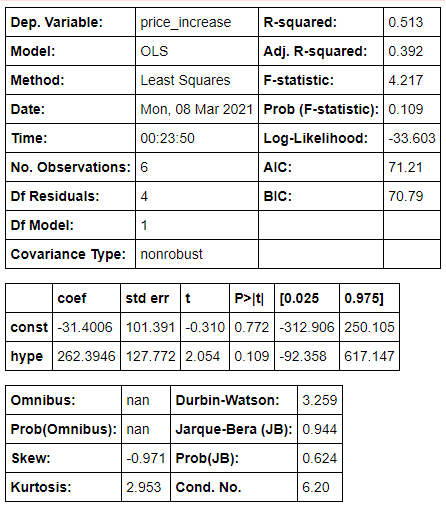 Dep. Variable: price_increase R-squared: 0.513
Model: OLS Adj. R-squared: 0.392
Method: Least Squares F-statistic: 4.217
Date: Mon, 08 Mar 2021 Prob (F-statistic): 0.109
Time: 00:23:50 Log-Likelihood: -33.603
No. Observations: 6 AIC: 71.21
Df Residuals: 4 BIC: 70.79
Df Model: 1
Covariance Type: nonrobust
coef std err t P>|t| [0.025 0.975]
const -31.4006 101.391 -0.310 0.772 -312.906 250.105
hype 262.3946 127.772 2.054 0.109 -92.358 617.147
Omnibus: nan Durbin-Watson: 3.259
Prob(Omnibus): nan Jarque-Bera (JB): 0.944
Skew: -0.971 Prob(JB): 0.624
Kurtosis: 2.953 Cond. No. 6.20